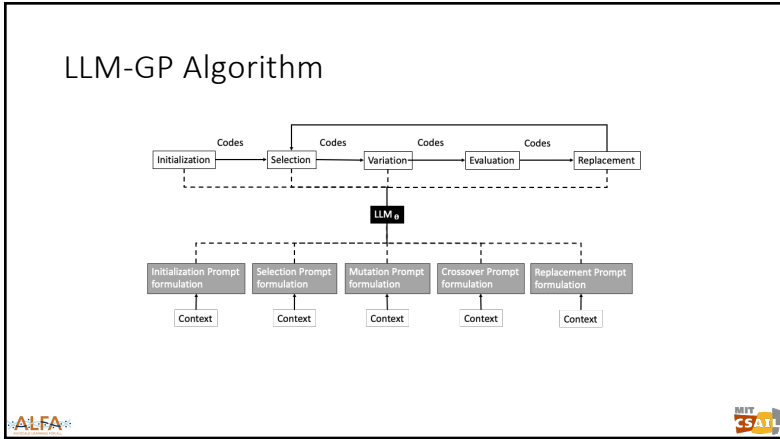 LLM-GP Algorithm
Codes Codes Codes Codes
Initialization Selection Variation Evaluation Replacement
LLM θ
Initialization Prompt
formulation
Selection Prompt
formulation
Mutation Prompt
formulation
Crossover Prompt
formulation
Replacement Prompt
formulation
Context Context Context Context Context
ALFA
MIT
CSAIL